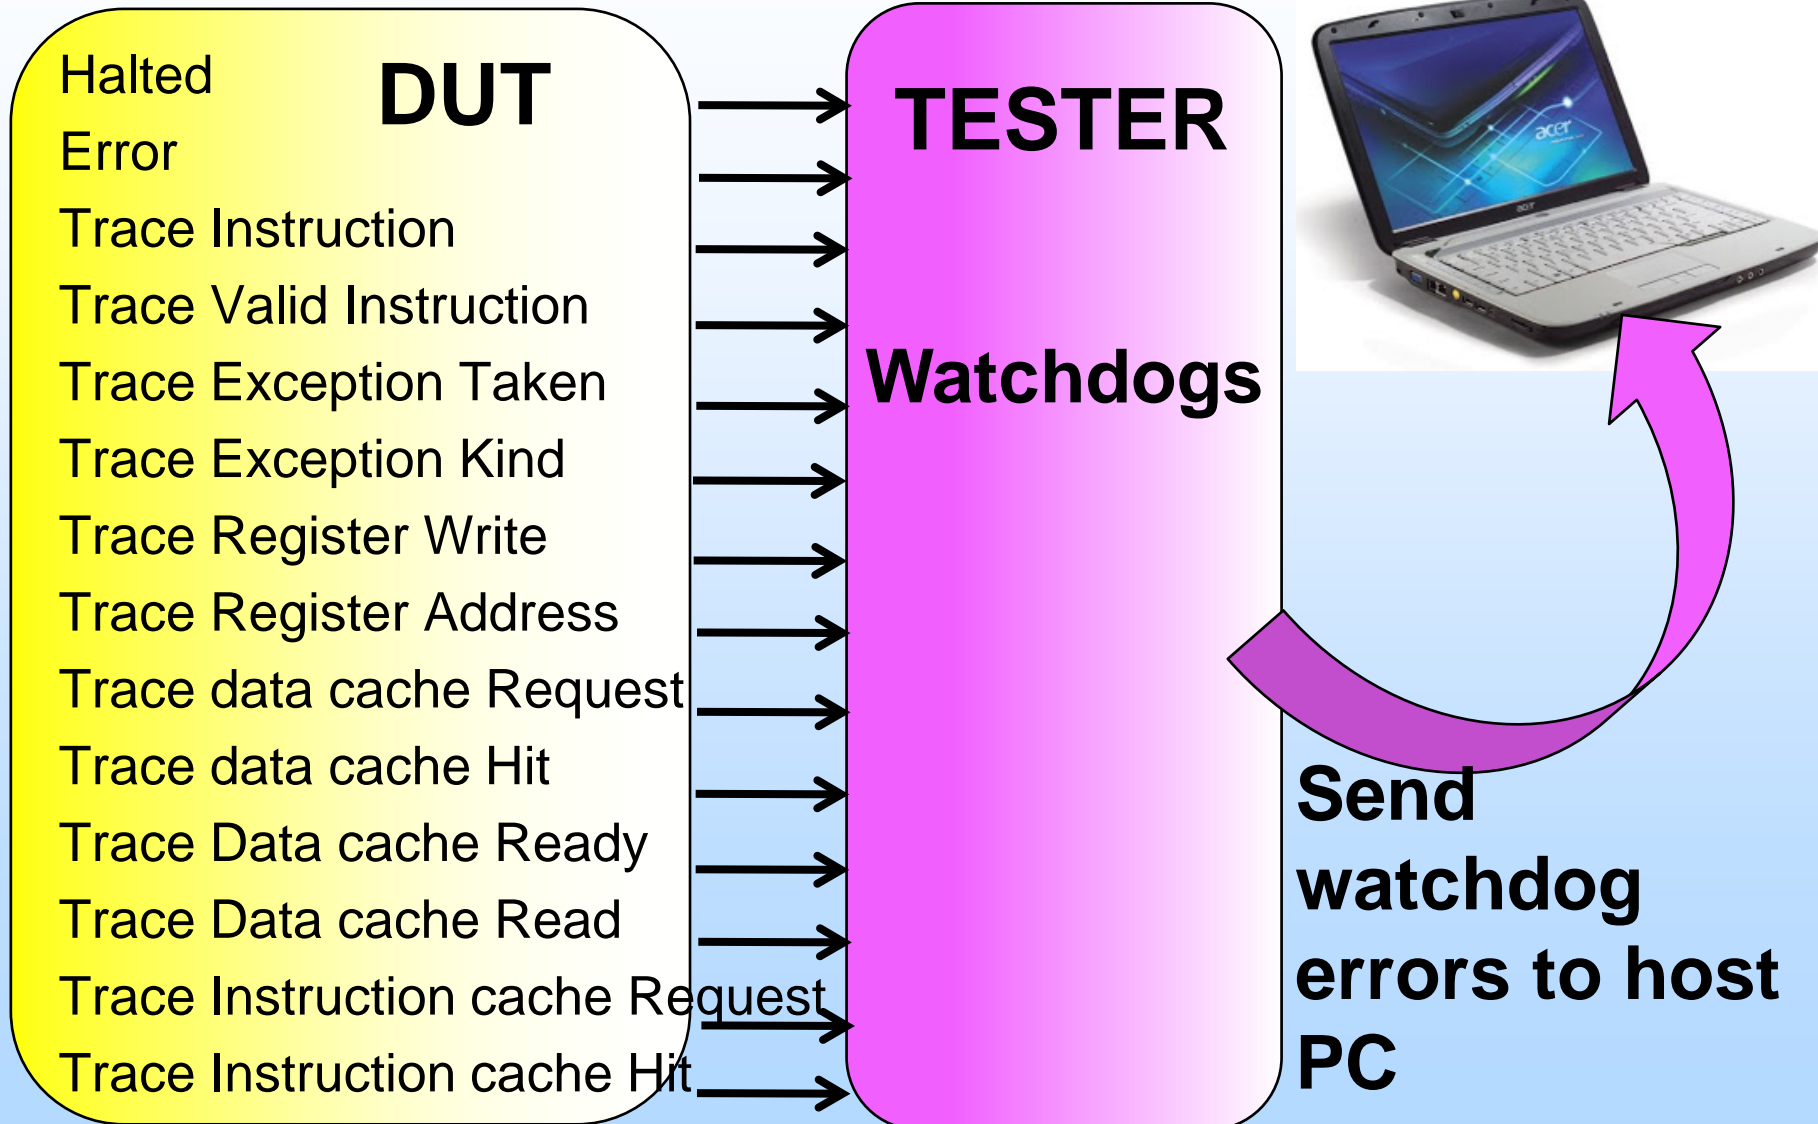 Halted
DUT
Error
Trace Instruction
Trace Valid Instruction
Trace Exception Taken
Trace Exception Kind
Trace Register Write
Trace Register Address
Trace data cache Request
Trace data cache Hit
Trace Data cache Ready
Trace Data cache Read
Trace Instruction cache Request
Trace Instruction cache Hit
TESTER
Watchdogs
acer
acer
Send
watchdog
errors to host
PC